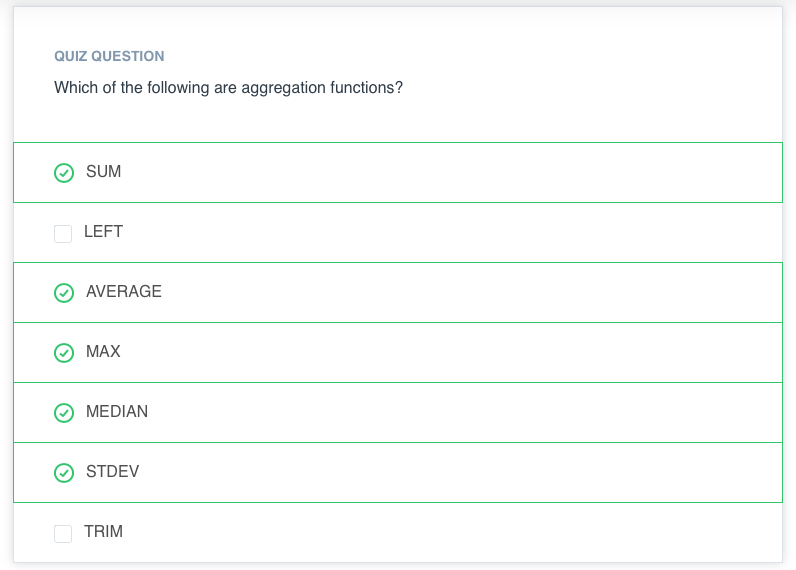 QUIZ QUESTION
Which of the following are aggregation functions?
SUM
LEFT
AVERAGE
MAX
MEDIAN
STDEV
TRIM